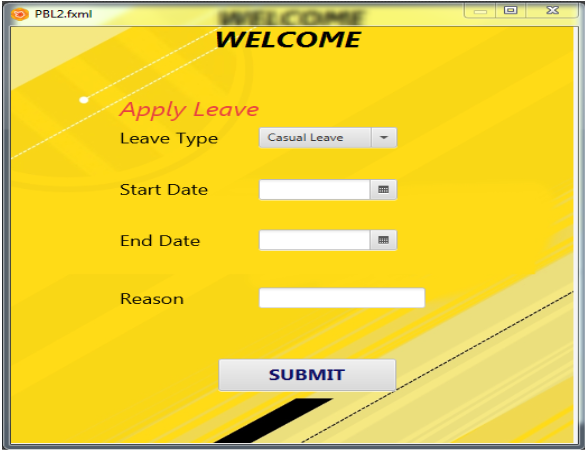 PBL2.fxml
WELCOME
WELCOME
Apply Leave
Leave Type Casual Leave
Start Date
End Date
Reason
SUBMIT